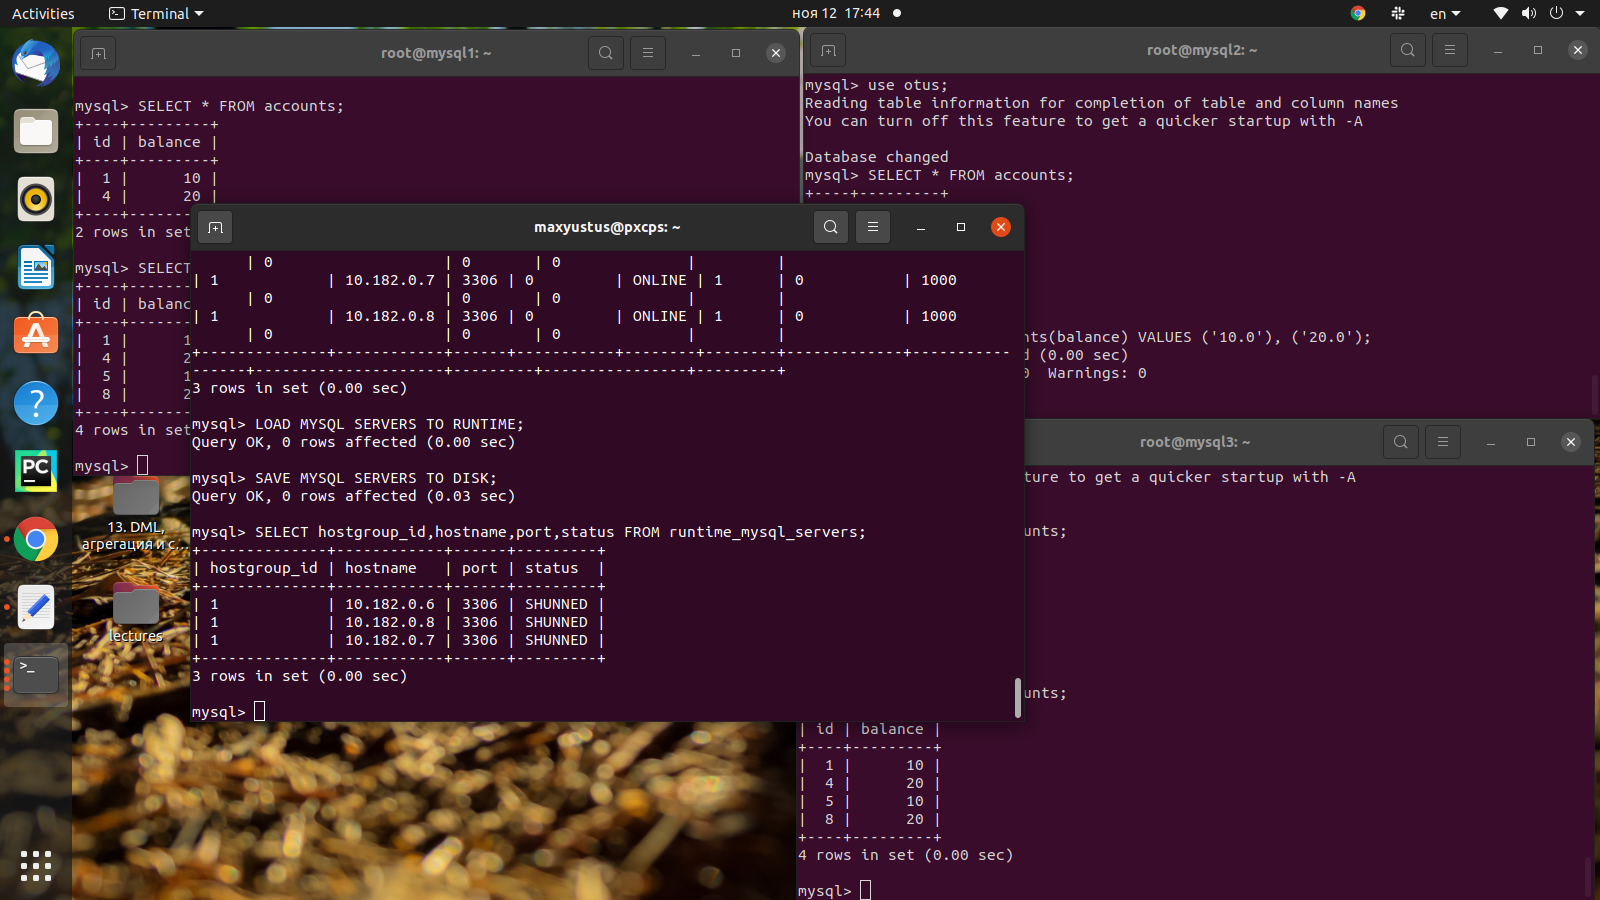 Activities
Terminal
ноя 12 17:44
en
root@mysql1: ~
mysql> SELECT * FROM accounts;
+----+---------+
| id | balance |
+----+---------+
|  1 |      10 |
|  4 |      20 |
+----+---------+
2 rows in set
mysql> SELECT
+----+-------
| id | balanc
+----+-------
|  1 |      1
|  4 |      2
|  5 |      1
|  8 |      2
+----+-------
4 rows in set
mysql>
root@mysql2: ~
mysql> use otus;
Reading table information for completion of table and column names
You can turn off this feature to get a quicker startup with -A
Database changed
mysql> SELECT * FROM accounts;
+----+---------+
nts(balance) VALUES ('10.0'), ('20.0');
d (0.00 sec)
0  Warnings: 0
maxyustus@pxcps: ~
      | 0                   | 0       | 0              |         |
| 1            | 10.182.0.7 | 3306 | 0         | ONLINE | 1      | 0           | 1000
      | 0                   | 0       | 0              |         |
| 1            | 10.182.0.8 | 3306 | 0         | ONLINE | 1      | 0           | 1000
      | 0                   | 0       | 0              |         |
+--------------+------------+------+-----------+--------+--------+-------------+-----------
------+---------------------+---------+----------------+---------+
3 rows in set (0.00 sec)
mysql> LOAD MYSQL SERVERS TO RUNTIME;
Query OK, 0 rows affected (0.00 sec)
mysql> SAVE MYSQL SERVERS TO DISK;
Query OK, 0 rows affected (0.03 sec)
mysql> SELECT hostgroup_id,hostname,port,status FROM runtime_mysql_servers;
+--------------+------------+------+---------+
| hostgroup_id | hostname   | port | status  |
+--------------+------------+------+---------+
| 1            | 10.182.0.6 | 3306 | SHUNNED |
| 1            | 10.182.0.8 | 3306 | SHUNNED |
| 1            | 10.182.0.7 | 3306 | SHUNNED |
+--------------+------------+------+---------+
3 rows in set (0.00 sec)
mysql>
root@mysql3: ~
ture to get a quicker startup with -A
unts;
unts;
| id | balance |
+----+---------+
|  1 |      10 |
|  4 |      20 |
|  5 |      10 |
|  8 |      20 |
+----+---------+
4 rows in set (0.00 sec)
mysql>
13. DML,
агрегация и с...
lectures
PC
>_
?